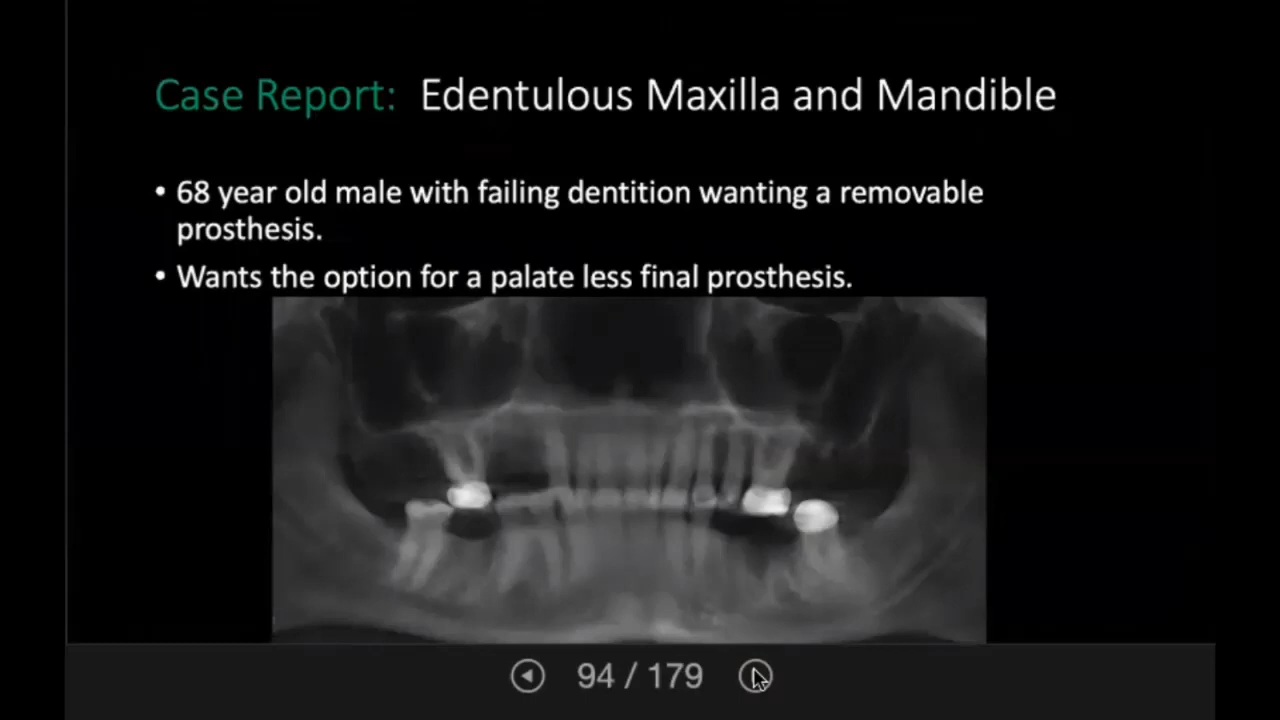 Case Report: Edentulous Maxilla and Mandible
• 68 year old male with failing dentition wanting a removable
prosthesis.
• Wants the option for a palate less final prosthesis.
94 / 179